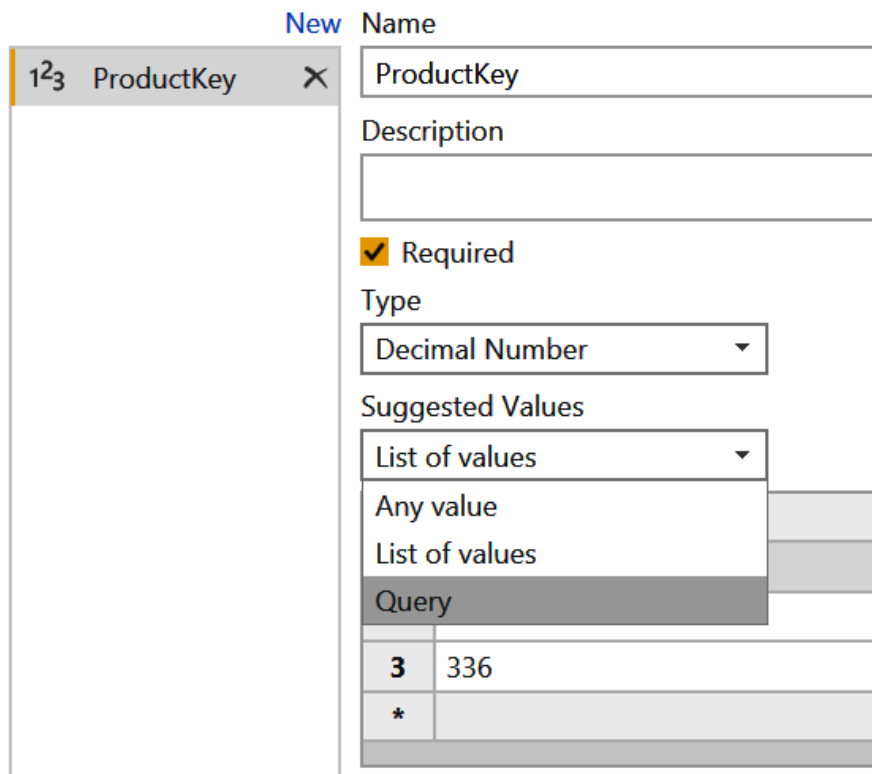 New
1²3 ProductKey
Name
ProductKey
Description
Required
Type
Decimal Number
Suggested Values
List of values
Any value
List of values
Query
3 336
*